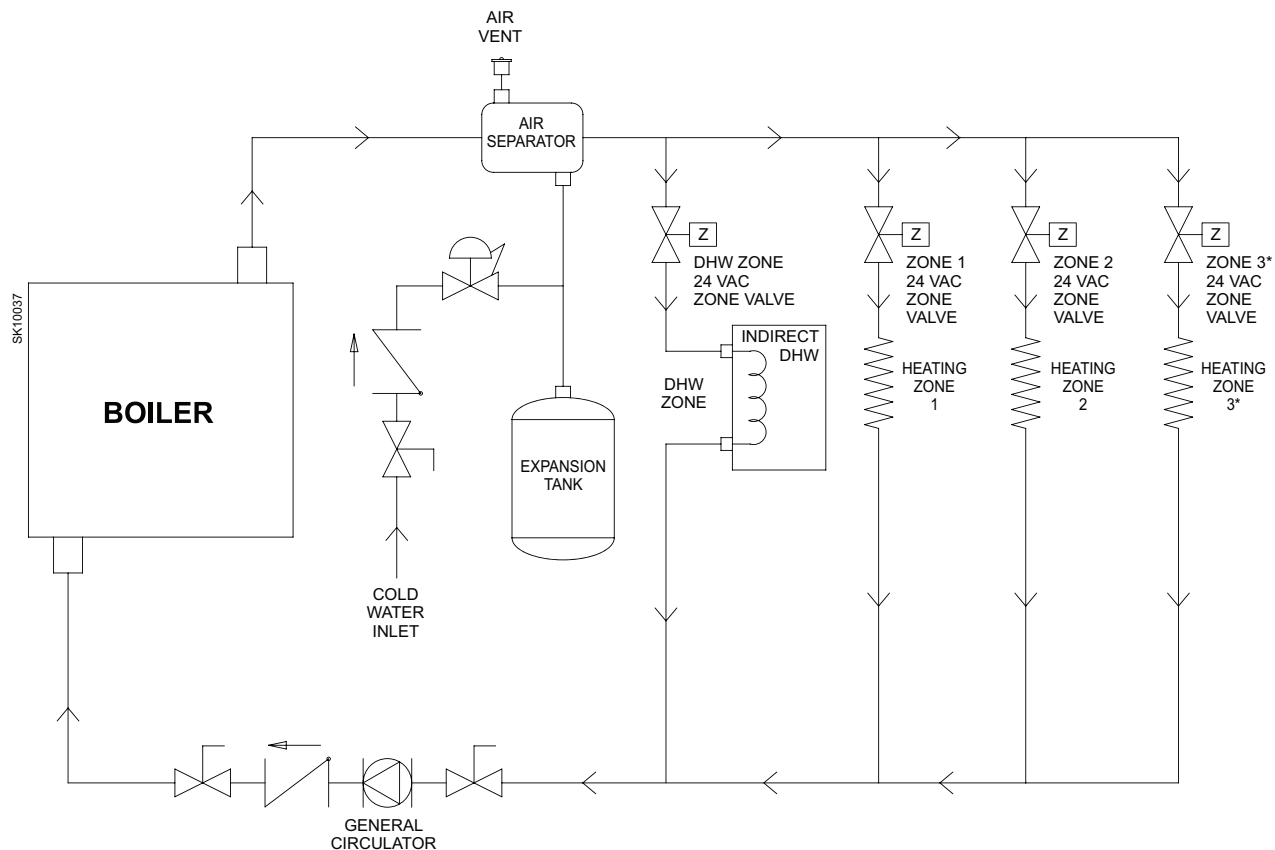 AIR
VENT
AIR
SEPARATOR
SK10037
BOILER
Z
DHW ZONE
24 VAC
ZONE VALVE
Z
ZONE 1
24 VAC
ZONE
VALVE
Z
ZONE 2
24 VAC
ZONE
VALVE
Z
ZONE 3*
24 VAC
ZONE
VALVE
INDIRECT
DHW
DHW
ZONE
HEATING
ZONE
1
HEATING
ZONE
2
HEATING
ZONE
3*
EXPANSION
TANK
COLD
WATER
INLET
GENERAL
CIRCULATOR